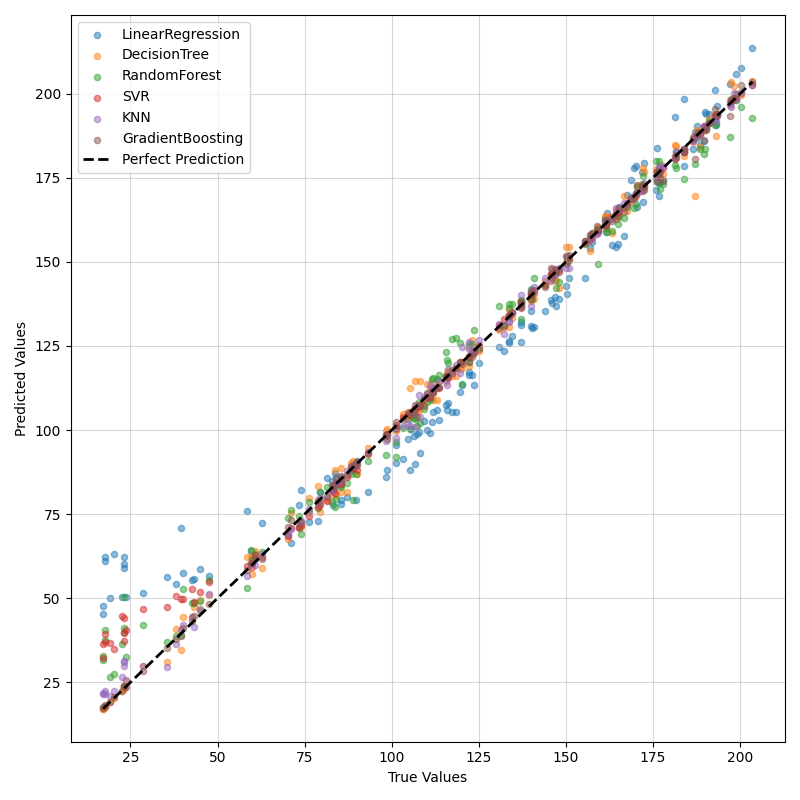 LinearRegression
DecisionTree
RandomForest
SVR
KNN
GradientBoosting
Perfect Prediction
200
175
150
125
100
75
50
25
Predicted Values
25 50 75 100 125 150 175 200
True Values